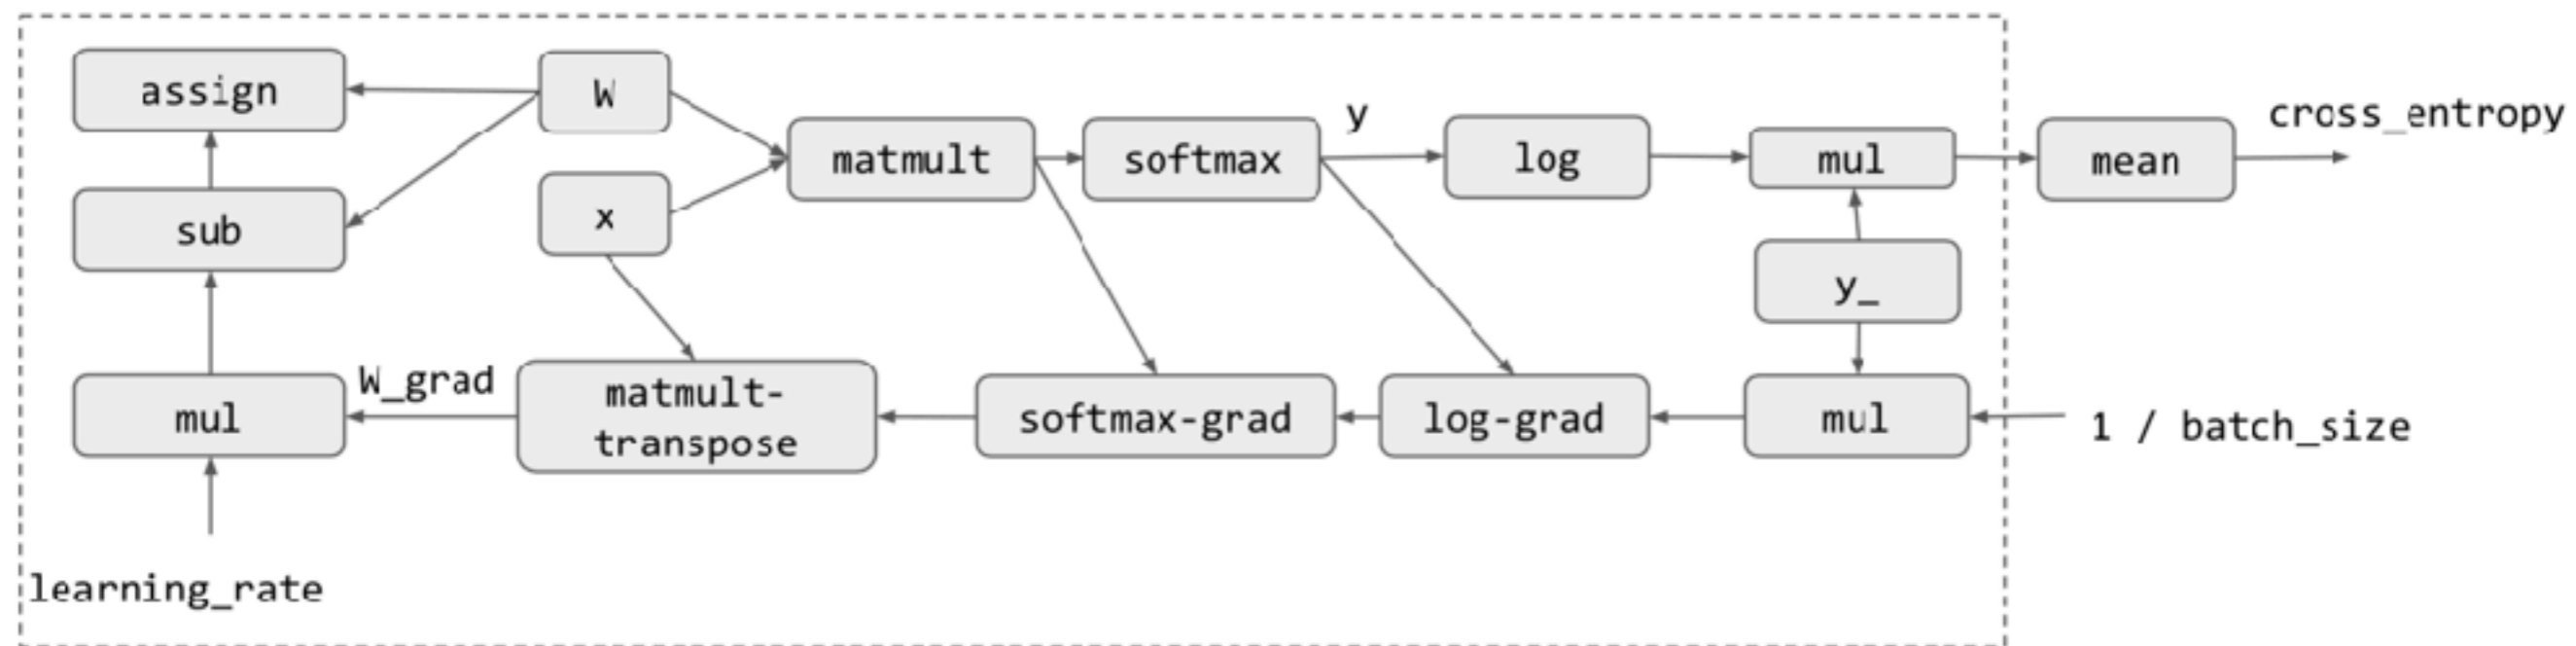 assign
W
y
cross_entropy
matmult
softmax
log
mul
mean
sub
x
y_
W_grad
mul
matmult-
transpose
softmax-grad
log-grad
mul
1 / batch_size
learning_rate